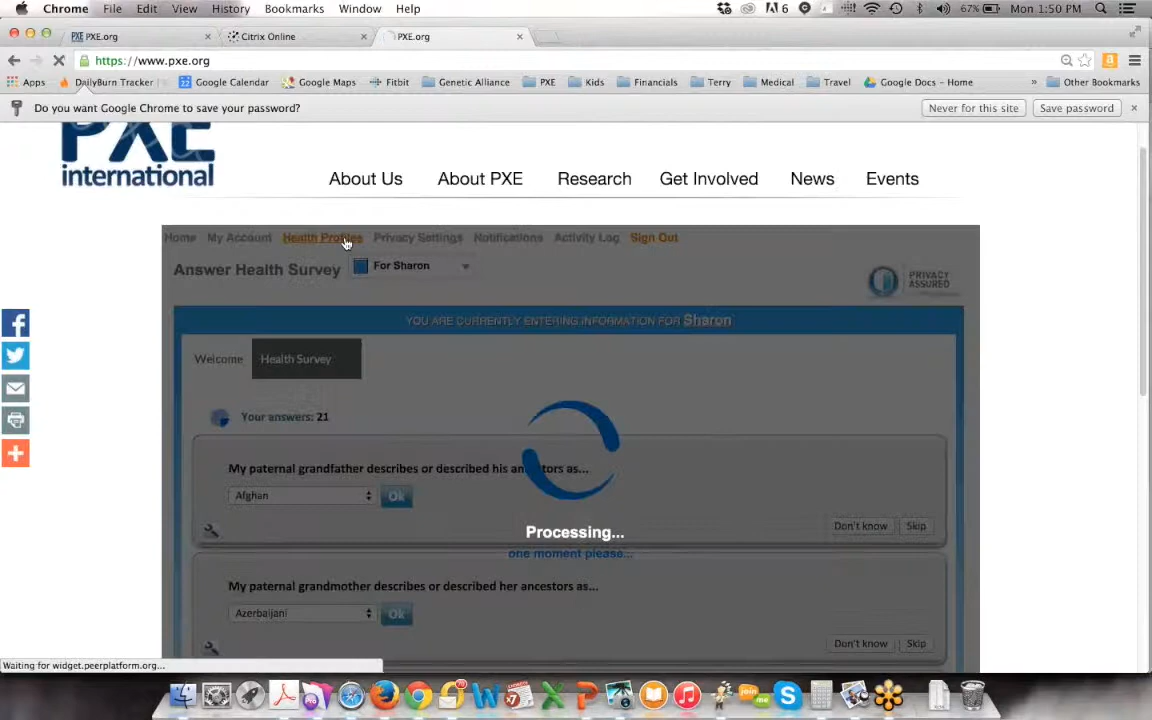 Chrome File Edit View History Bookmarks Window Help 6 67% Mon 1:50 PM
PXE.org × Citrix Online × PXE.org ×
https://www.pxe.org
Apps DailyBurn Tracker Google Calendar Google Maps Fitbit Genetic Alliance PXE Kids Financials Terry Medical Travel Google Docs - Home » Other Bookmarks
Do you want Google Chrome to save your password? Never for this site Save password ×
PXE
international
About Us About PXE Research Get Involved News Events
Home My Account Health Profiles Privacy Settings Notifications Activity Log Sign Out
Answer Health Survey For Sharon
PRIVACY
ASSURED
YOU ARE CURRENTLY ENTERING INFORMATION FOR Sharon
Welcome Health Survey
Your answers: 21
My paternal grandfather describes or described his ancestors as...
Afghan Ok
Don't know Skip
Processing...
one moment please...
My paternal grandmother describes or described her ancestors as...
Azerbaijani Ok
Don't know Skip
Waiting for widget.peerplatform.org...